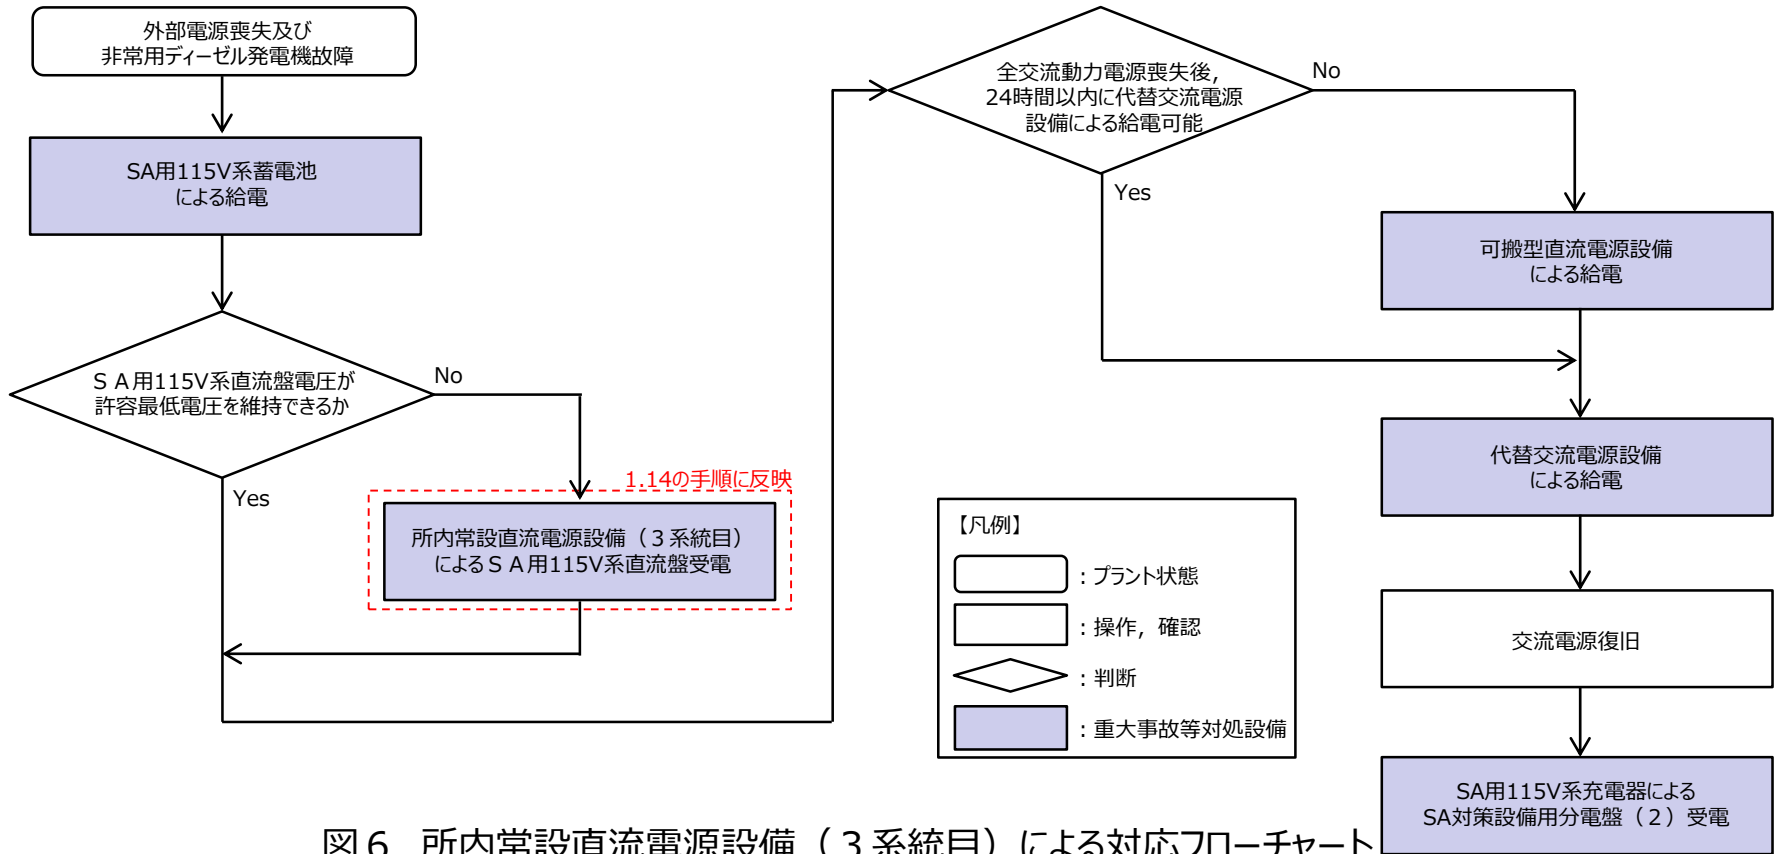 外部電源喪失及び
非常用ディーゼル発電機故障
SA用115V系蓄電池
による給電
ＳＡ用115V系直流盤電圧が
許容最低電圧を維持できるか
No
Yes
1.14の手順に反映
所内常設直流電源設備（３系統目）
によるＳＡ用115V系直流盤受電
全交流動力電源喪失後，
24時間以内に代替交流電源
設備による給電可能
No
Yes
可搬型直流電源設備
による給電
代替交流電源設備
による給電
交流電源復旧
SA用115V系充電器による
SA対策設備用分電盤（２）受電
【凡例】
：プラント状態
：操作，確認
：判断
：重大事故等対処設備
図６　所内常設直流電源設備（３系統目）による対応フローチャート